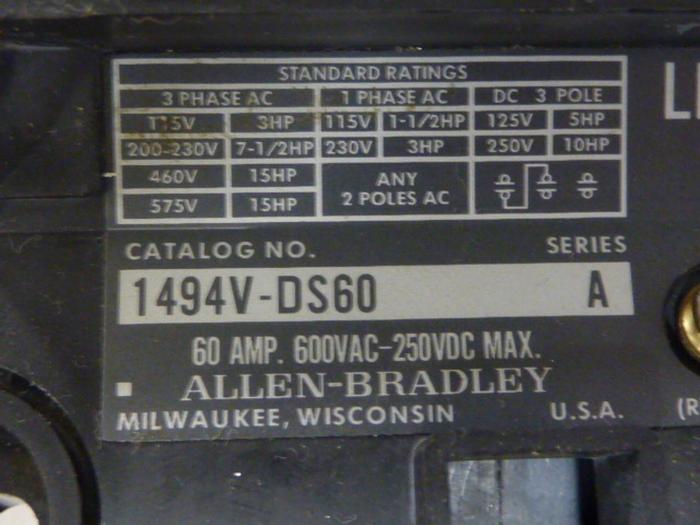 STANDARD RATINGS
3 PHASE AC 1 PHASE AC DC 3 POLE
115V 3HP 115V 1-1/2HP 125V 5HP
200-230V 7-1/2HP 230V 3HP 250V 10HP
460V 15HP ANY
2 POLES AC
575V 15HP
CATALOG NO. SERIES
1494V-DS60 A
60 AMP. 600VAC-250VDC MAX.
ALLEN-BRADLEY
MILWAUKEE, WISCONSIN U.S.A.